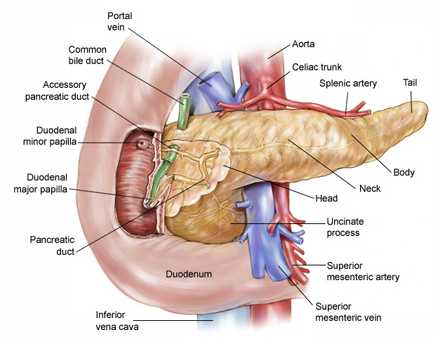 Portal
vein
Aorta
Common
bile duct
Celiac trunk
Accessory
pancreatic duct
Splenic artery
Tail
Duodenal
minor papilla
Body
Neck
Duodenal
major papilla
Head
Uncinate
process
Pancreatic
duct
Duodenum
Superior
mesenteric artery
Superior
mesenteric vein
Inferior
vena cava